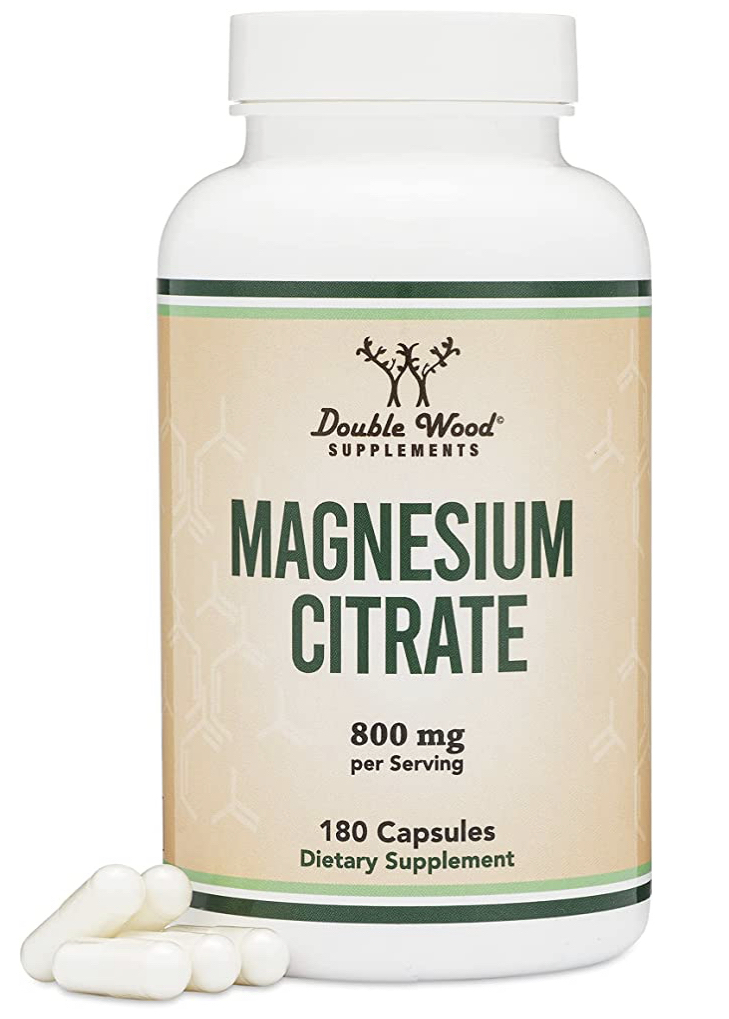 Double Wood©
SUPPLEMENTS
MAGNESIUM
CITRATE
800 mg
per Serving
180 Capsules
Dietary Supplement